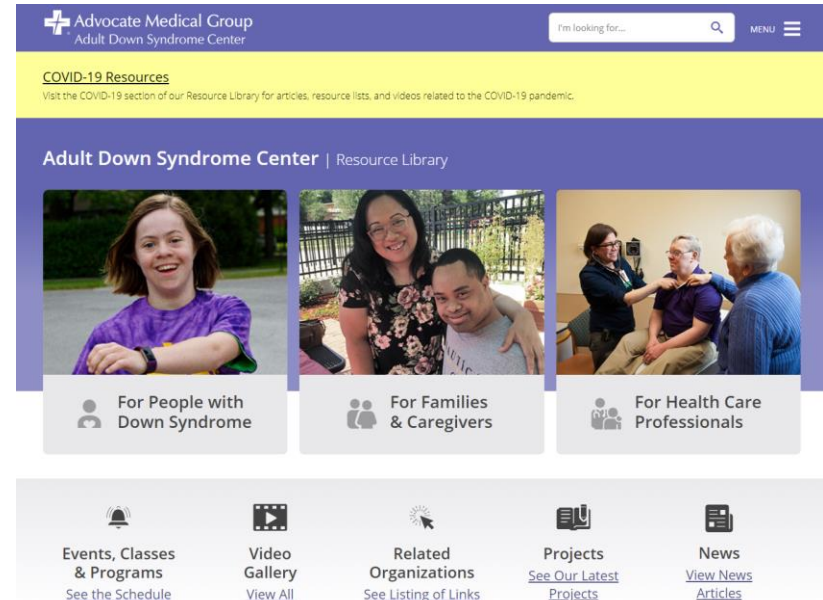 Advocate Medical Group
Adult Down Syndrome Center
I'm looking for...
MENU
COVID-19 Resources
Visit the COVID-19 section of our Resource Library for articles, resource lists, and videos related to the COVID-19 pandemic.
Adult Down Syndrome Center | Resource Library
For People with
Down Syndrome
For Families
& Caregivers
For Health Care
Professionals
Events, Classes
& Programs
See the Schedule
Video
Gallery
View All
Related
Organizations
See Listing of Links
Projects
See Our Latest
Projects
News
View News
Articles